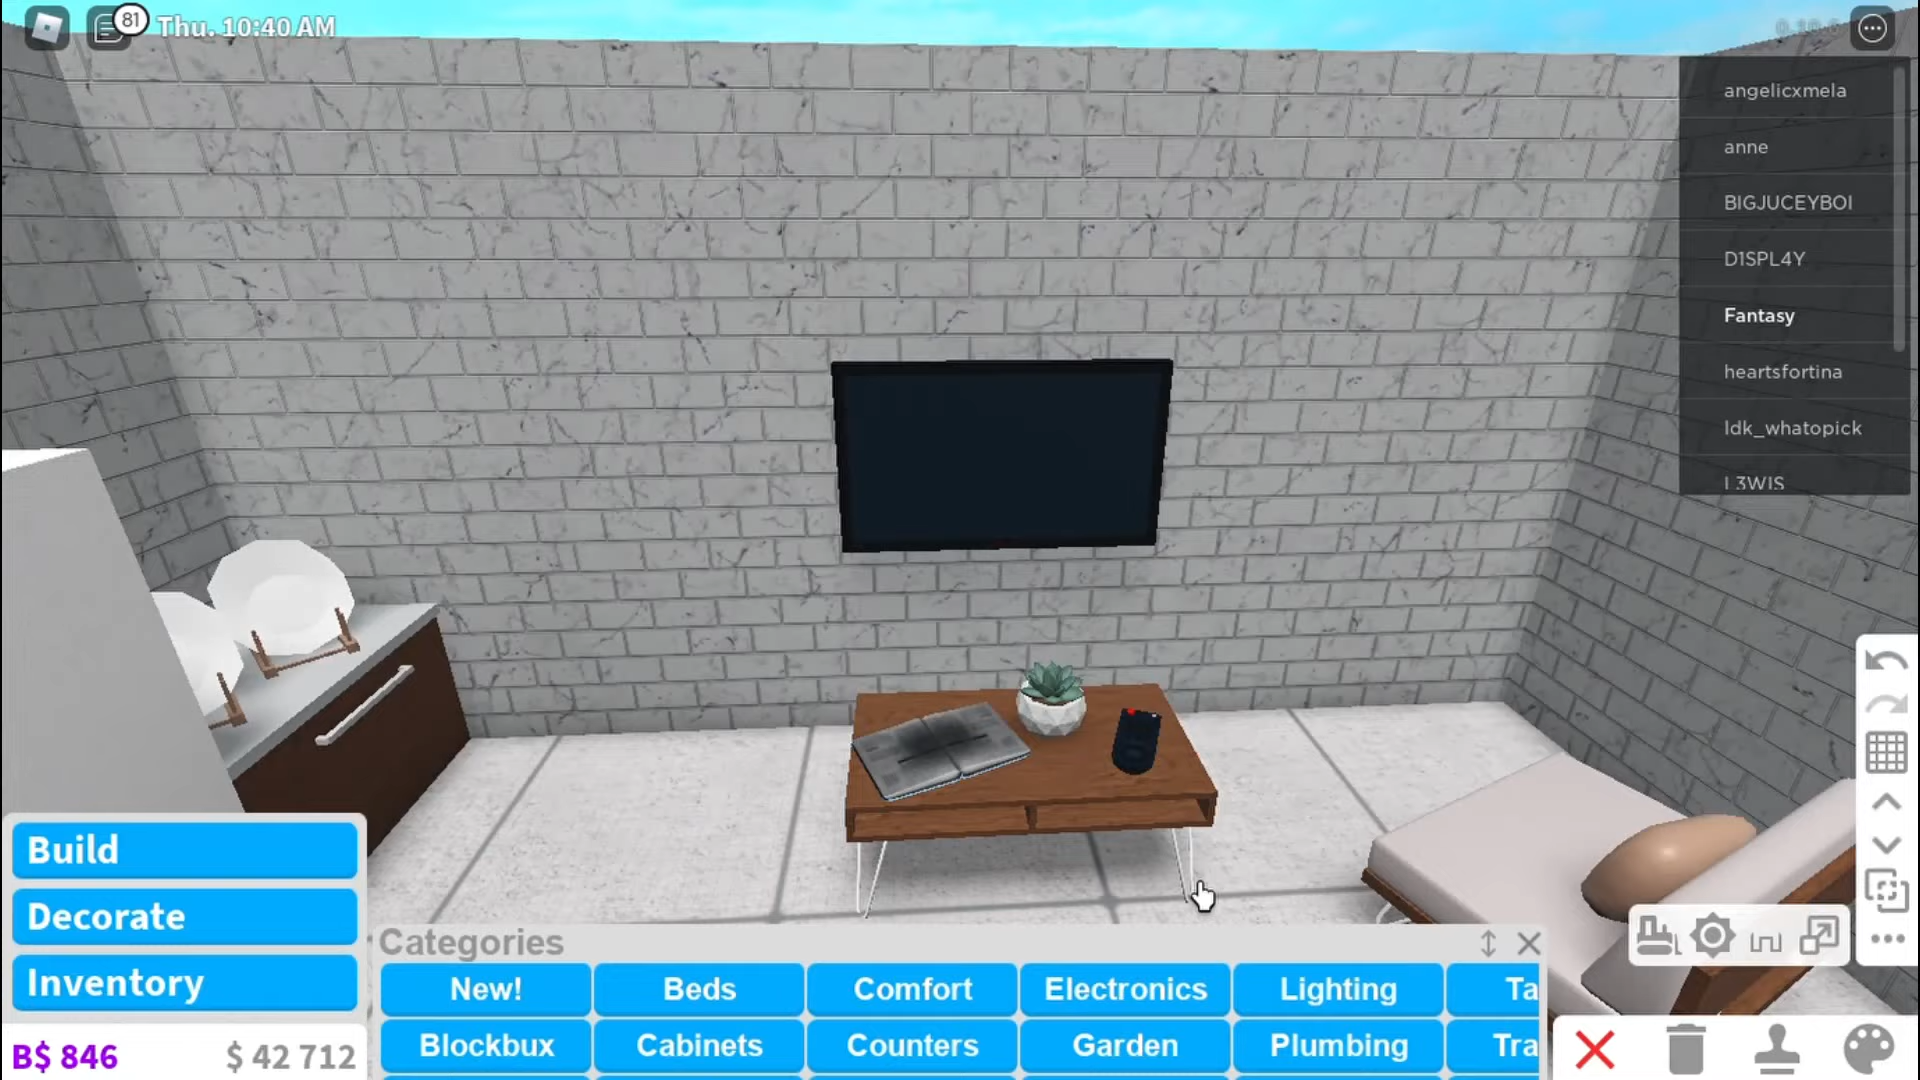 81
Thu. 10:40 AM
angelicxmela
anne
BIGJUCEYBOI
D1SPL4Y
Fantasy
heartsfortina
Idk_whatopick
L3WIS
Build
Decorate
Inventory
B$ 846
$ 42 712
Categories
New!
Beds
Comfort
Electronics
Lighting
Ta
Blockbux
Cabinets
Counters
Garden
Plumbing
Tra